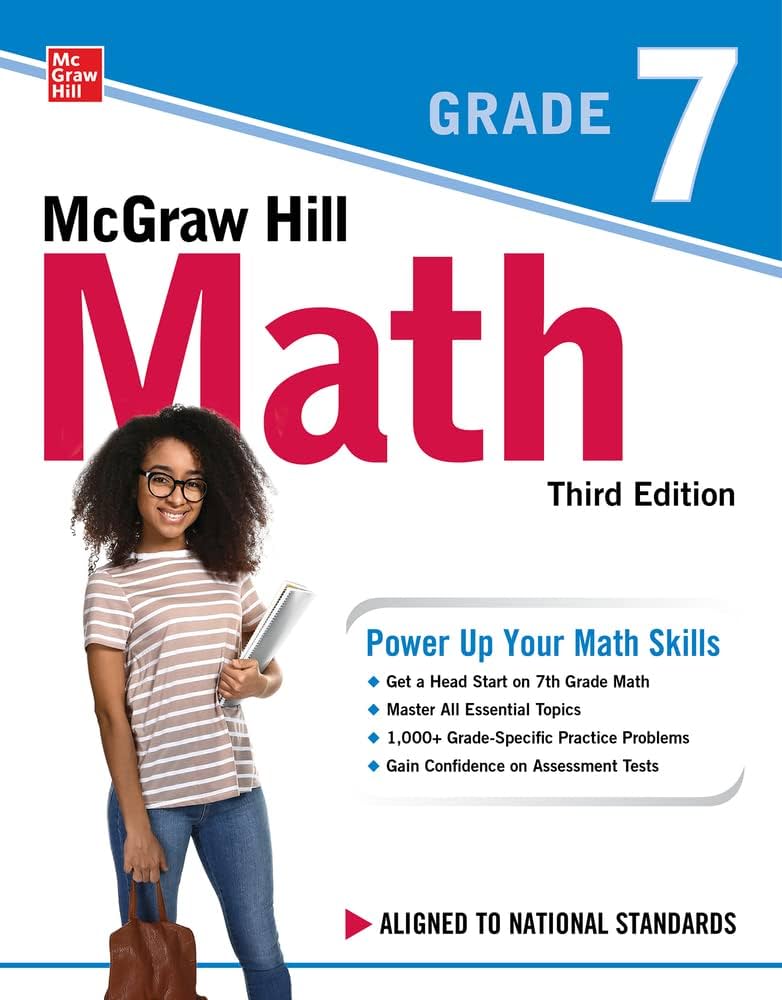 Mc
Graw
Hill
GRADE 7
McGraw Hill
Math
Third Edition
Power Up Your Math Skills
Get a Head Start on 7th Grade Math
Master All Essential Topics
1,000+ Grade-Specific Practice Problems
Gain Confidence on Assessment Tests
ALIGNED TO NATIONAL STANDARDS